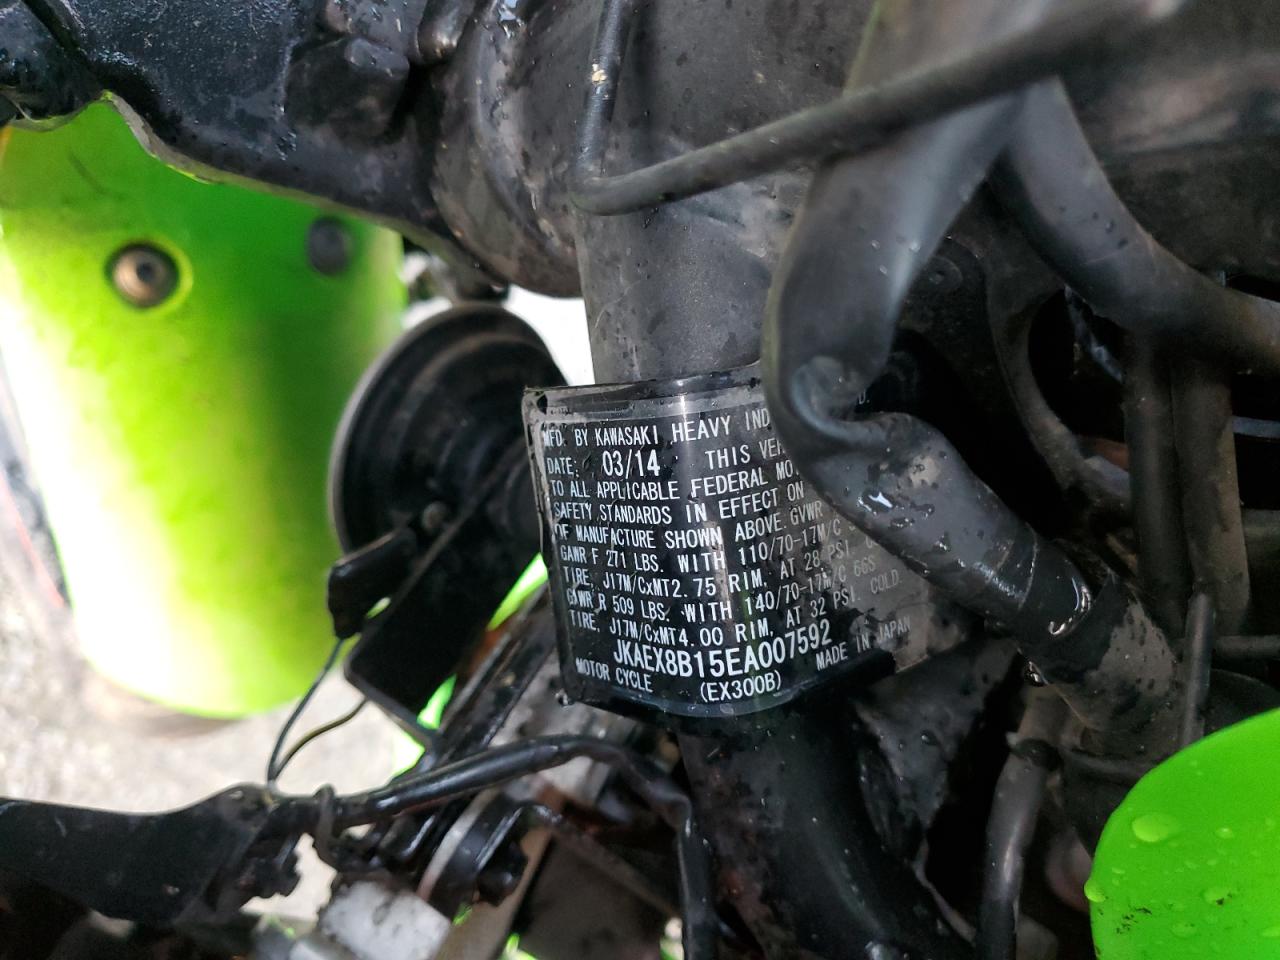 MFD. BY KAWASAKI HEAVY IND
DATE: 03/14 THIS VE
TO ALL APPLICABLE FEDERAL MO
SAFETY STANDARDS IN EFFECT ON
OF MANUFACTURE SHOWN ABOVE GVWR
GAWR F 271 LBS. WITH 110/70-17M/C
TIRE, J17M/CxMT2.75 RIM, AT 28 PSI.
GAWR R 509 LBS. WITH 140/70-17M/C 66S
TIRE, J17M/CxMT4.00 RIM, AT 32 PSI. COLD.
JKAEX8B15EA007592
MOTOR CYCLE (EX300B) MADE IN JAPAN